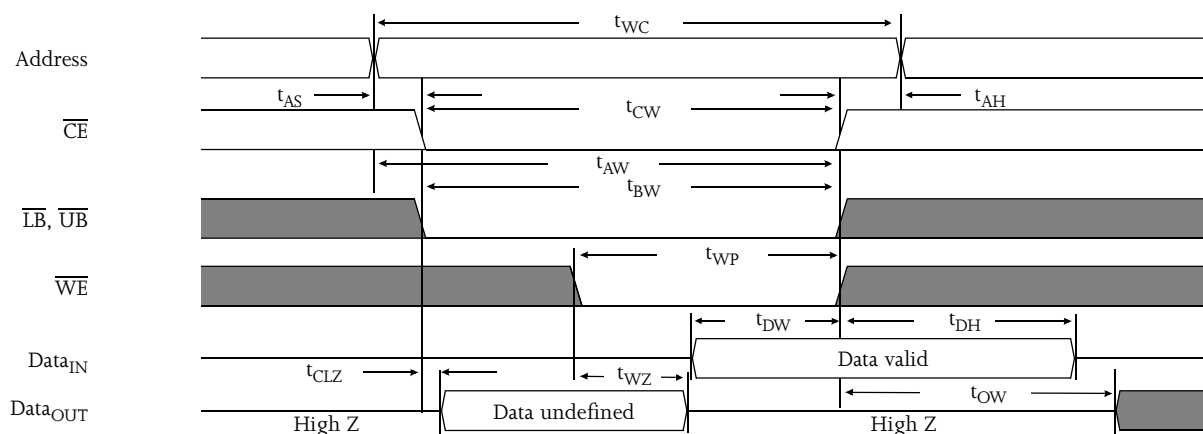 tWC
Address
tAS
tCW
tAH
CE
tAW
tBW
LB, UB
tWP
WE
tDW
tDH
DataIN
Data valid
tCLZ
tWZ
DataOUT
Data undefined
tOW
High Z
High Z